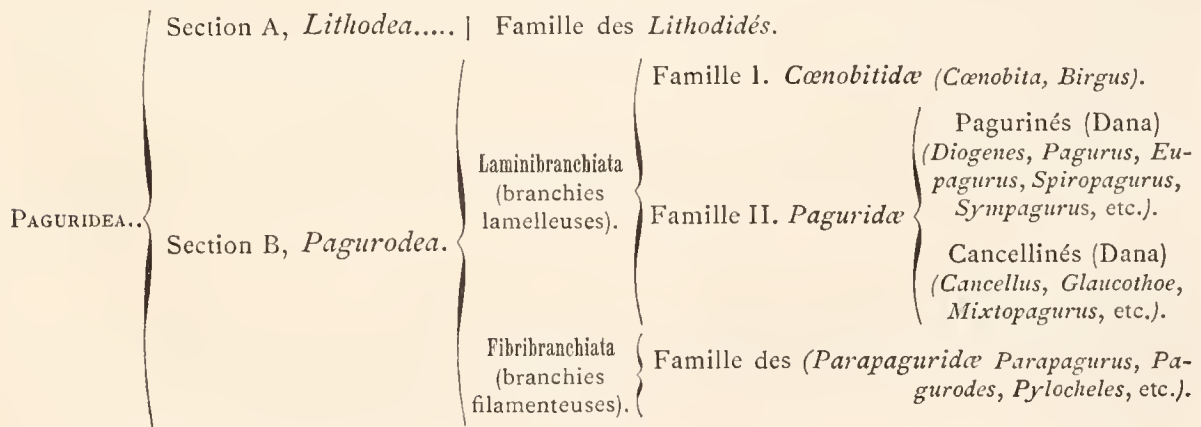 Section A, Lithodea..... | Famille des Lithodidés.
Famille I. Cœnobitidæ (Cœnobita, Birgus).
Pagurinés (Dana)
(Diogenes, Pagurus, Eu-
pagurus, Spiropagurus,
Sympagurus, etc.).
Laminibranchiata
(branchies
lamelleuses).
Famille II. Paguridæ
PAGURIDEA..
Section B, Pagurodea.
Cancellinés (Dana)
(Cancellus, Glaucothoe,
Mixtopagurus, etc.).
Fibribranchiata
(branchies
filamenteuses).
Famille des (Parapaguridæ Parapagurus, Pa-
gurodes, Pylocheles, etc.).